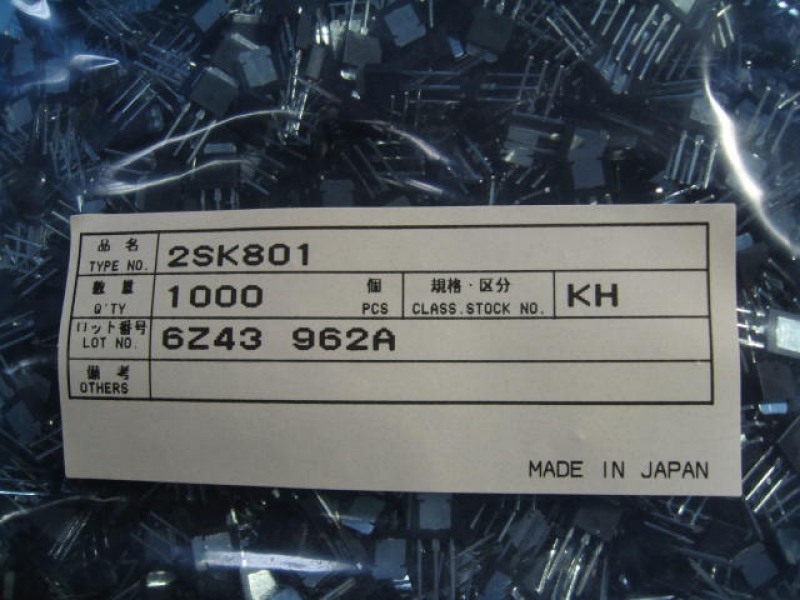 品名 2SK801
TYPE NO.
数量 1000 個 規格・区分 KH
Q'TY PCS CLASS.STOCK NO.
ロット番号 6Z43 962A
LOT NO.
備考
OTHERS
MADE IN JAPAN